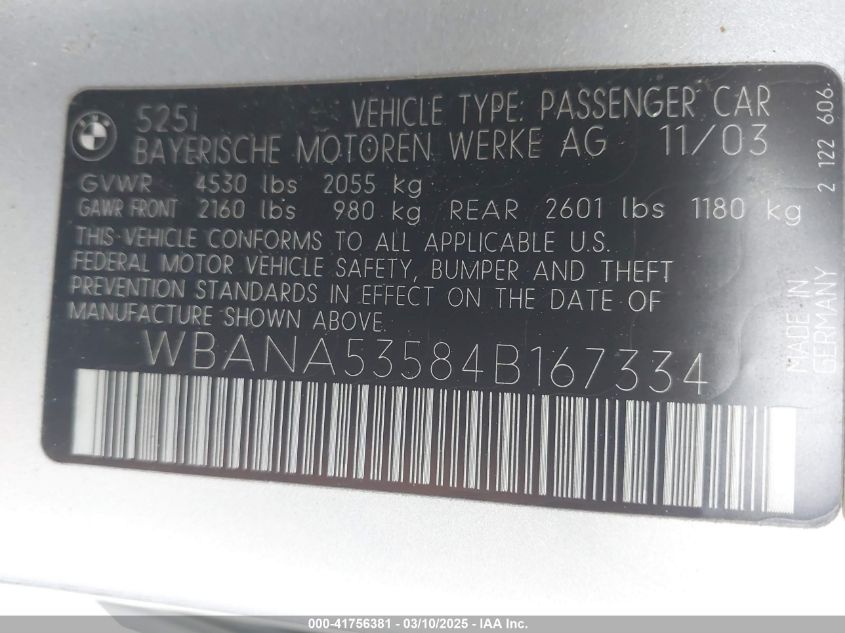 BMW
525i VEHICLE TYPE: PASSENGER CAR
BAYERISCHE MOTOREN WERKE AG 11/03
GVWR 4530 lbs 2055 kg
GAWR FRONT 2160 lbs 980 kg REAR 2601 lbs 1180 kg
THIS VEHICLE CONFORMS TO ALL APPLICABLE U.S.
FEDERAL MOTOR VEHICLE SAFETY, BUMPER AND THEFT
PREVENTION STANDARDS IN EFFECT ON THE DATE OF
MANUFACTURE SHOWN ABOVE.
WBANA53584B167334
2 122 606.
MADE IN
GERMANY
000-41756381 - 03/10/2025 - IAA Inc.